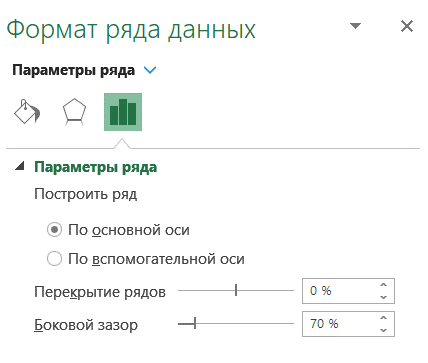 Формат ряда данных
Параметры ряда
Параметры ряда
Построить ряд
По основной оси
По вспомогательной оси
Перекрытие рядов 0 %
Боковой зазор 70 %